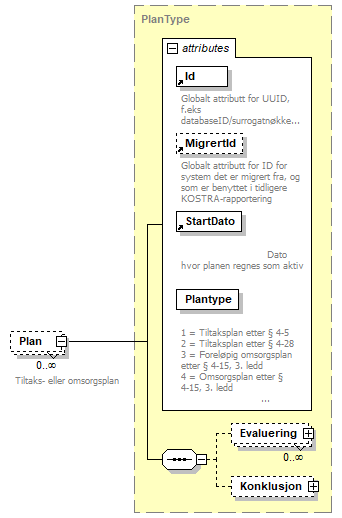 PlanType
attributes
Id
Globalt attributt for UUID,
f.eks
databaseID/surrogatnøkke...
MigrertId
Globalt attributt for ID for
system det er migrert fra, og
som er benyttet i tidligere
KOSTRA-rapportering
StartDato
Dato
hvor planen regnes som aktiv
Plantype
1 = Tiltaksplan etter § 4-5
2 = Tiltaksplan etter § 4-28
3 = Foreløpig omsorgsplan
etter § 4-15, 3. ledd
4 = Omsorgsplan etter §
4-15, 3. ledd
...
Plan
0..∞
Tiltaks- eller omsorgsplan
Evaluering
0..∞
Konklusjon